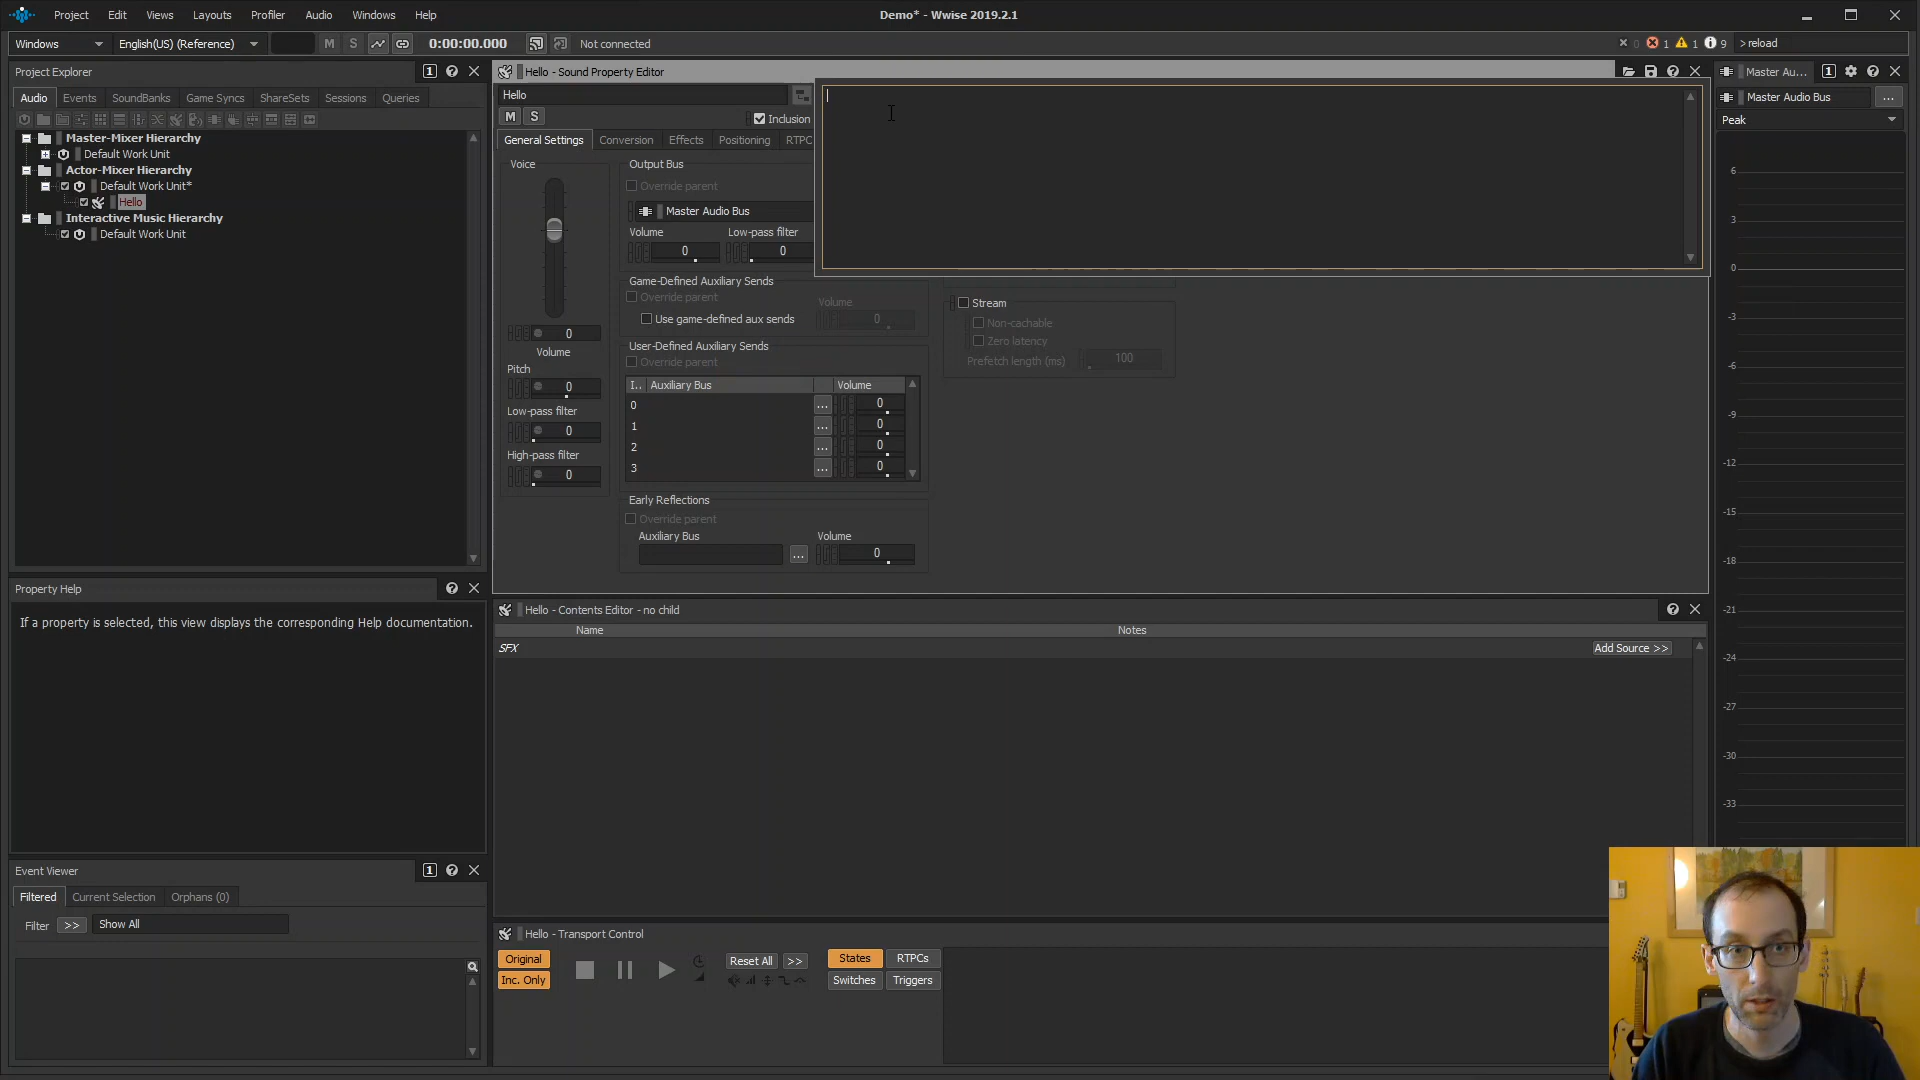 Project Edit Views Layouts Profiler Audio Windows Help
Demo* - Wwise 2019.2.1
Windows English(US) (Reference) M S 0:00:00.000 Not connected
1 1 9 > reload
Project Explorer 1
Audio Events SoundBanks Game Syncs ShareSets Sessions Queries
Master-Mixer Hierarchy
Default Work Unit
Actor-Mixer Hierarchy
Default Work Unit*
Hello
Interactive Music Hierarchy
Default Work Unit
Property Help
If a property is selected, this view displays the corresponding Help documentation.
Event Viewer 1
Filtered Current Selection Orphans (0)
Filter >> Show All
Hello - Sound Property Editor
Hello
M S Inclusion
General Settings Conversion Effects Positioning RTPC
Voice
0
Volume
Pitch
0
Low-pass filter
0
High-pass filter
0
Output Bus
Override parent
Master Audio Bus
Volume Low-pass filter
0 0
Game-Defined Auxiliary Sends
Override parent
Volume
Use game-defined aux sends 0
User-Defined Auxiliary Sends
Override parent
I.. Auxiliary Bus Volume
0 ... 0
1 ... 0
2 ... 0
3 ... 0
Early Reflections
Override parent
Auxiliary Bus Volume
... 0
Stream
Non-cachable
Zero latency
Prefetch length (ms) 100
Hello - Contents Editor - no child
Name Notes
SFX Add Source >>
Hello - Transport Control
Original
Inc. Only
Reset All >>
States RTPCs
Switches Triggers
Master Au... 1
Master Audio Bus ...
Peak
6
3
0
-3
-6
-9
-12
-15
-18
-21
-24
-27
-30
-33